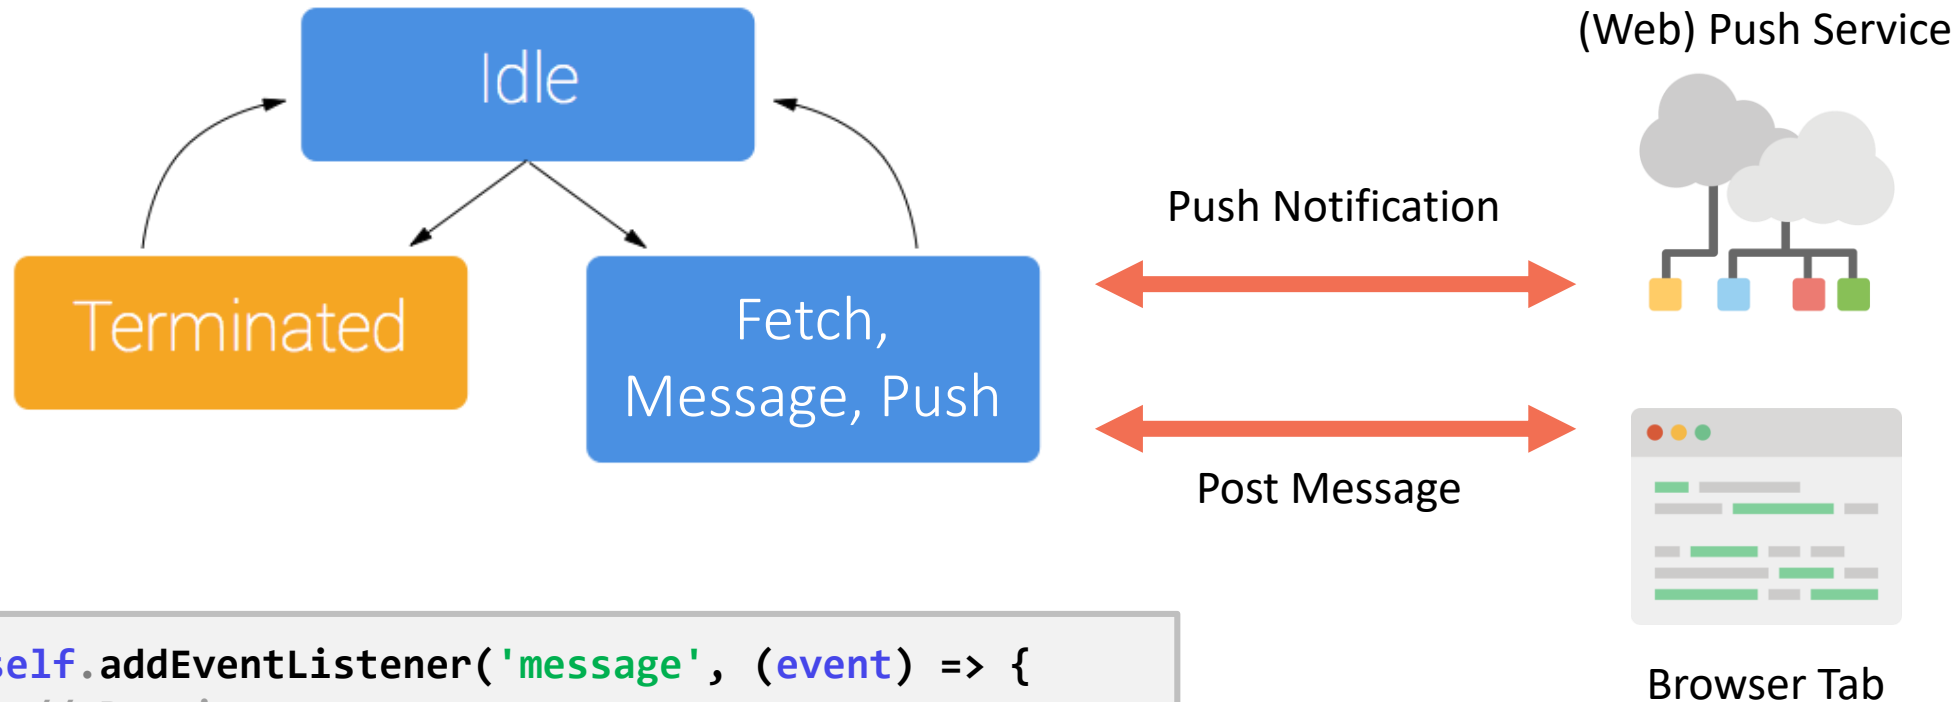 (Web) Push Service
Idle
Push Notification
Terminated
Fetch,
Message, Push
Post Message
self.addEventListener('message', (event) => {
Browser Tab